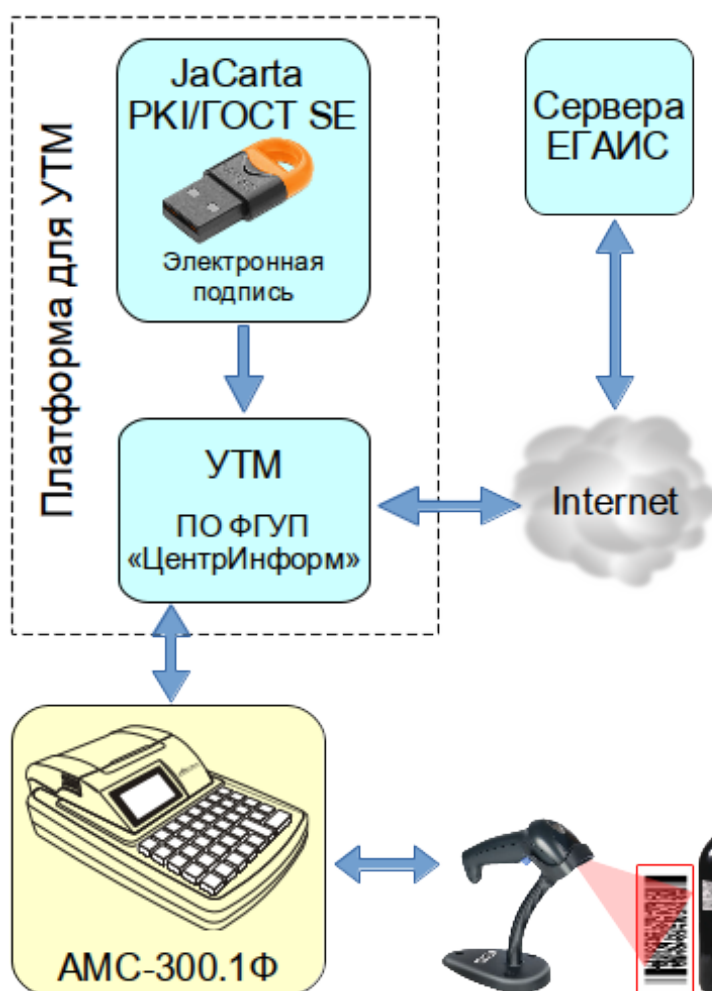 Платформа для УТМ
JaCarta
PKI/ГОСТ SE
Электронная
подпись
Сервера
ЕГАИС
УТМ
ПО ФГУП
«ЦентрИнформ»
Internet
АМС-300.1Ф